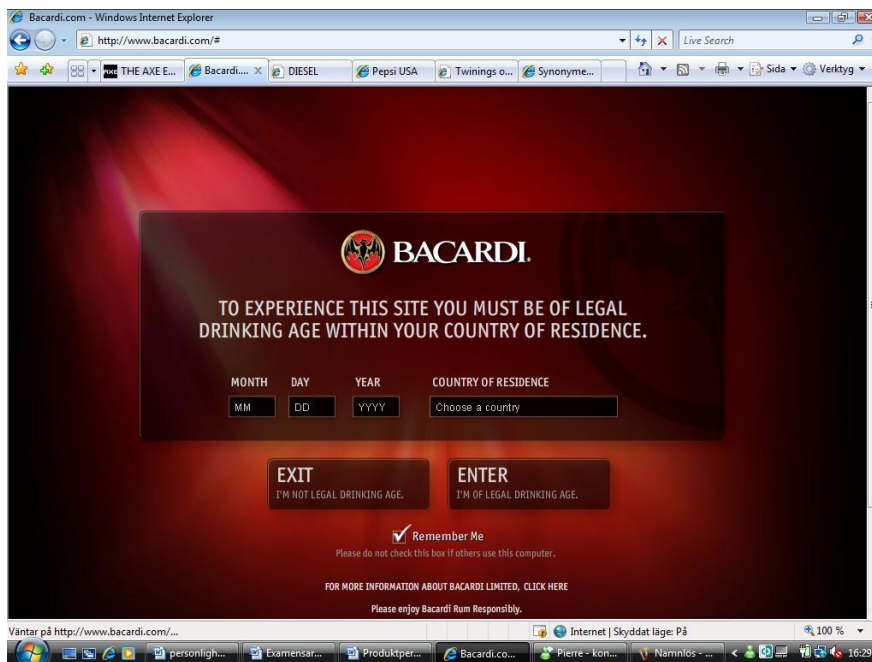 Bacardi.com - Windows Internet Explorer
http://www.bacardi.com/#
Live Search
THE AXE E...
Bacardi....
DIESEL
Pepsi USA
Twinings o...
Synonyme...
Sida
Verktyg
BACARDI.
TO EXPERIENCE THIS SITE YOU MUST BE OF LEGAL
DRINKING AGE WITHIN YOUR COUNTRY OF RESIDENCE.
MONTH DAY YEAR COUNTRY OF RESIDENCE
MM DD YYYY Choose a country
EXIT
I'M NOT LEGAL DRINKING AGE.
ENTER
I'M OF LEGAL DRINKING AGE.
Remember Me
Please do not check this box if others use this computer.
FOR MORE INFORMATION ABOUT BACARDI LIMITED, CLICK HERE
Please enjoy Bacardi Rum Responsibly.
Väntar på http://www.bacardi.com/...
Internet | Skyddat läge: På
100 %
personligh...
Examensar...
Produktper...
Bacardi.co...
Pierre - kon...
Namnlös - ...
16:29